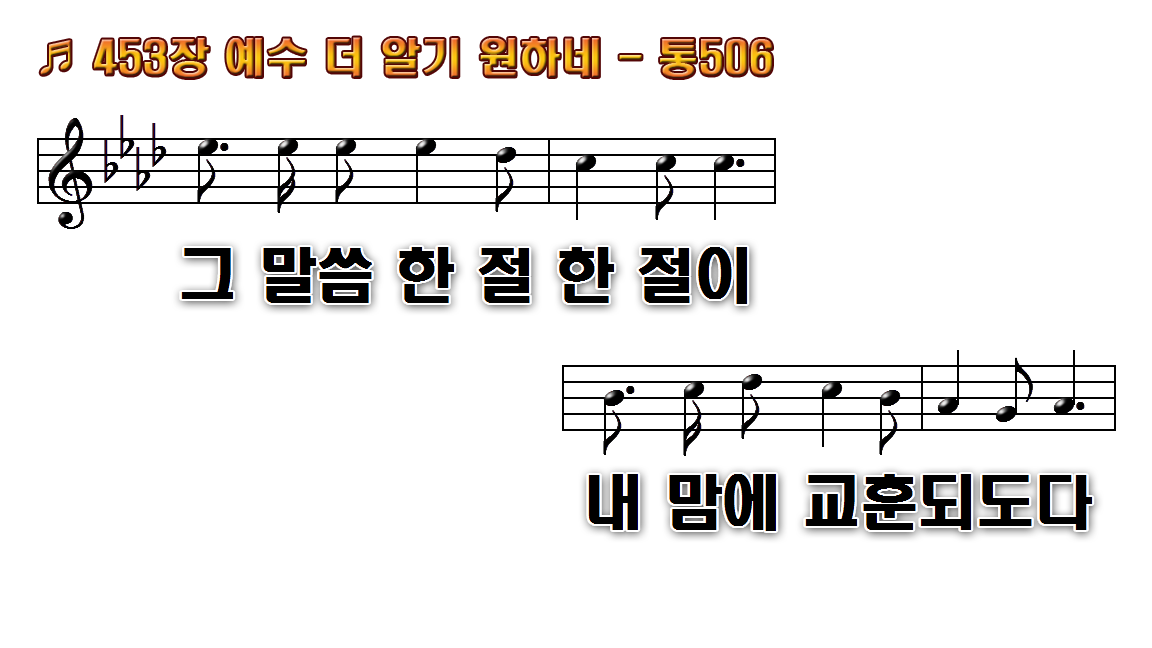 ♬ 453장 예수 더 알기 원하네 - 통506
그 말씀 한 절 한 절이
내 맘에 교훈되도다